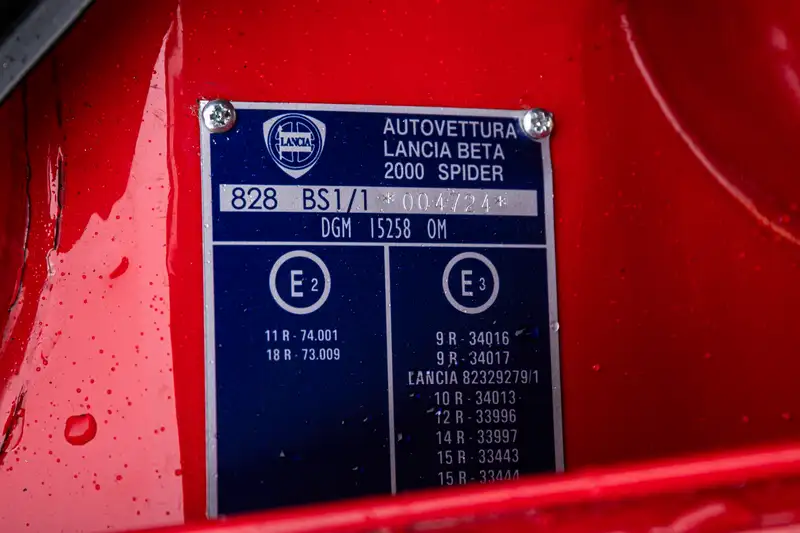 LANCIA
AUTOVETTURA
LANCIA BETA
2000 SPIDER
828 BS1/1 *004724*
DGM 15258 OM
E2
11 R - 74.001
18 R - 73.009
E3
9 R - 34016
9 R - 34017
LANCIA 82329279/1
10 R - 34013
12 R - 33996
14 R - 33997
15 R - 33443
15 R - 33444